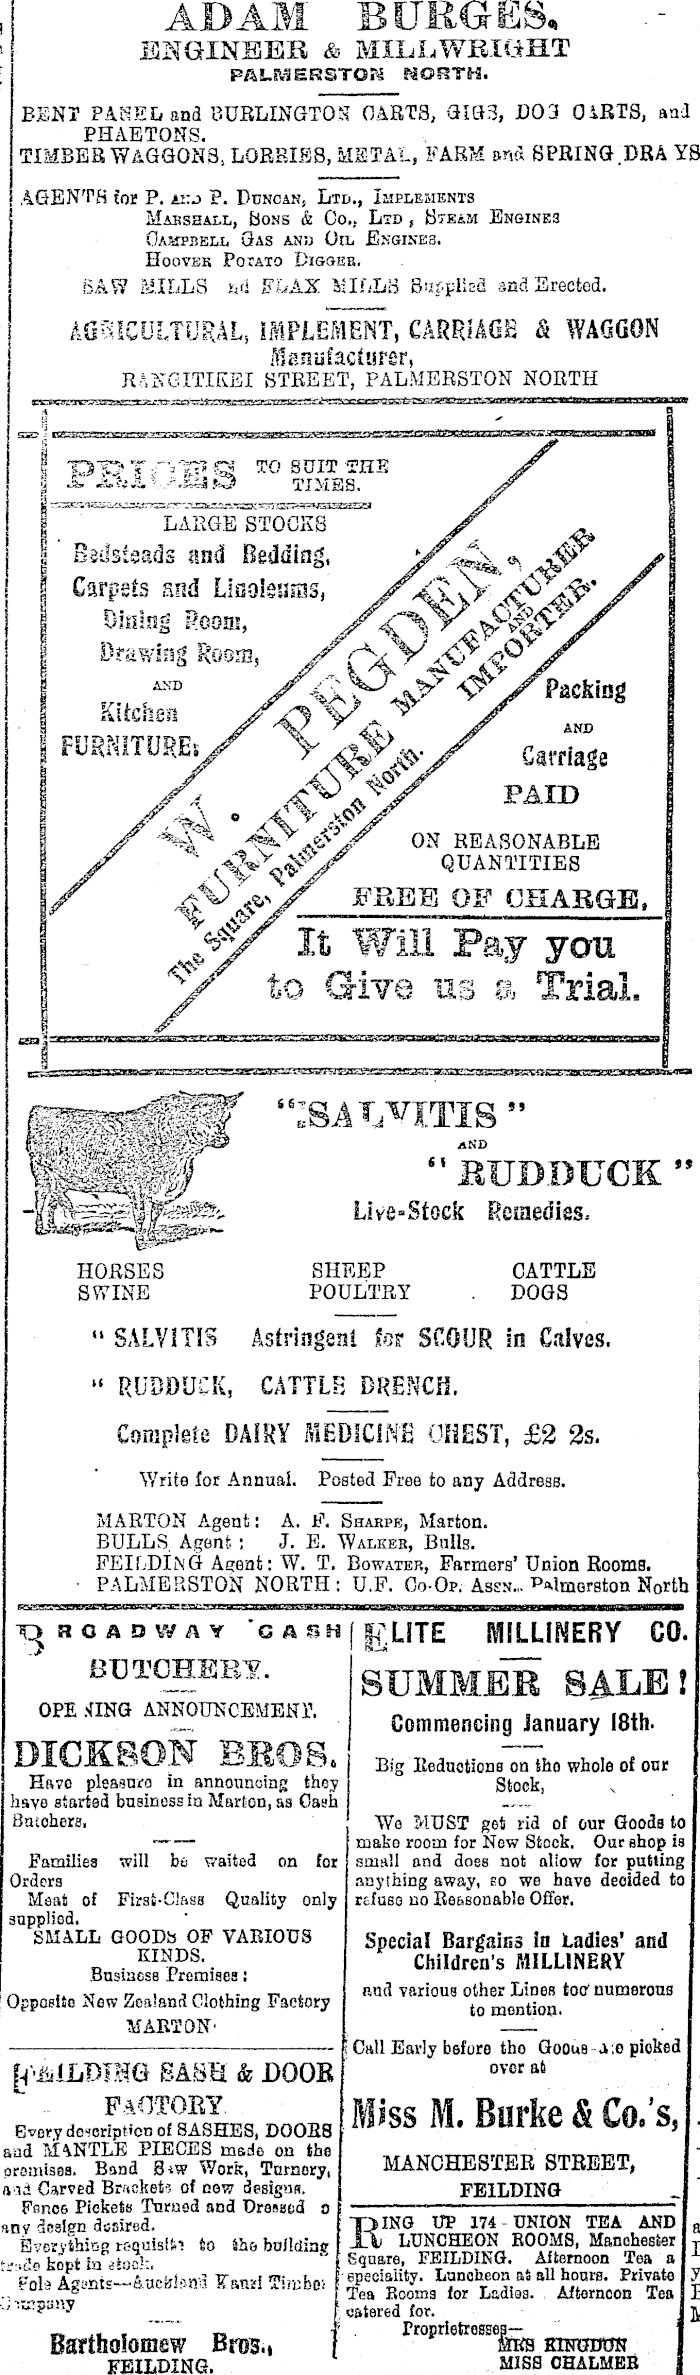 ADAM BURGES,
ENGINEER & MILLWRIGHT
PALMERSTON NORTH.
BENT PANEL and BURLINGTON CARTS, GIGS, DOG CARTS, and
PHAETONS.
TIMBER WAGGONS, LORRIES, METAL, FARM and SPRING DRAYS
AGENTS for P. AND P. DUNCAN, LTD., IMPLEMENTS
MARSHALL, SONS & CO., LTD, STEAM ENGINES
CAMPBELL GAS AND OIL ENGINES.
HOOVER POTATO DIGGER.
SAW MILLS nd FLAX MILLS Supplied and Erected.
AGRICULTURAL, IMPLEMENT, CARRIAGE & WAGGON
Manufacturer,
RANGITIKEI STREET, PALMERSTON NORTH
PRICES TO SUIT THE
TIMES.
LARGE STOCKS
Bedsteads and Bedding,
Carpets and Linoleums,
Dining Room,
Drawing Room,
AND
Kitchen
FURNITURE:
W. PEGDEN,
FURNITURE MANUFACTURER
AND
IMPORTER.
The Square, Palmerston North.
Packing
AND
Carriage
PAID
ON REASONABLE
QUANTITIES
FREE OF CHARGE.
It Will Pay you
to Give us a Trial.
"SALVITIS"
AND
"RUDDUCK"
Live-Stock Remedies.
HORSES SHEEP CATTLE
SWINE POULTRY DOGS
"SALVITIS Astringent for SCOUR in Calves.
"RUDDUCK, CATTLE DRENCH.
Complete DAIRY MEDICINE CHEST, £2 2s.
Write for Annual. Posted Free to any Address.
MARTON Agent: A. F. SHARPE, Marton.
BULLS Agent: J. E. WALKER, Bulls.
FEILDING Agent: W. T. BOWATER, Farmers' Union Rooms.
PALMERSTON NORTH: U.F. CO-OP. ASSN.. Palmerston North
BROADWAY CASH
BUTCHERY.
OPENING ANNOUNCEMENT.
DICKSON BROS.
Have pleasure in announcing they
have started business in Marton, as Cash
Butchers.
Families will be waited on for
Orders
Meat of First-Class Quality only
supplied.
SMALL GOODS OF VARIOUS
KINDS.
Business Premises:
Opposite New Zealand Clothing Factory
MARTON
FEILDING SASH & DOOR
FACTORY
Every description of SASHES, DOORS
and MANTLE PIECES made on the
premises. Band Saw Work, Turnery,
and Carved Brackets of new designs.
Fence Pickets Turned and Dressed o
any design desired.
Everything requisite to the building
trade kept in stock.
Sole Agents—Auckland Kauri Timber
Company
Bartholomew Bros.,
FEILDING.
ELITE MILLINERY CO.
SUMMER SALE!
Commencing January 18th.
Big Reductions on the whole of our
Stock,
We MUST get rid of our Goods to
make room for New Stock. Our shop is
small and does not allow for putting
anything away, so we have decided to
refuse no Reasonable Offer.
Special Bargains in Ladies' and
Children's MILLINERY
and various other Lines too numerous
to mention.
Call Early before the Goods are picked
over at
Miss M. Burke & Co.'s,
MANCHESTER STREET,
FEILDING
RING UP 174 - UNION TEA AND
LUNCHEON ROOMS, Manchester
Square, FEILDING. Afternoon Tea a
speciality. Luncheon at all hours. Private
Tea Rooms for Ladies. Afternoon Tea
catered for.
Proprietresses—
MRS KINGDON
MISS CHALMER